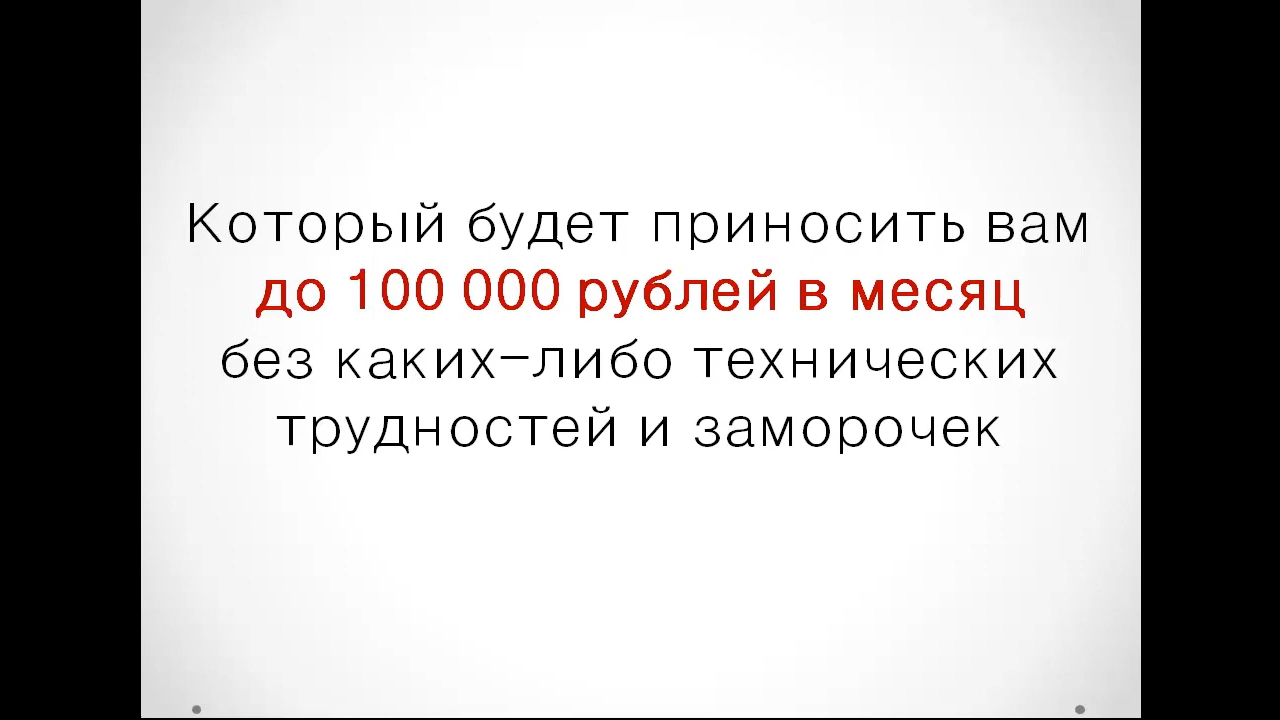 Который будет приносить вам
до 100 000 рублей в месяц
без каких-либо технических
трудностей и заморочек